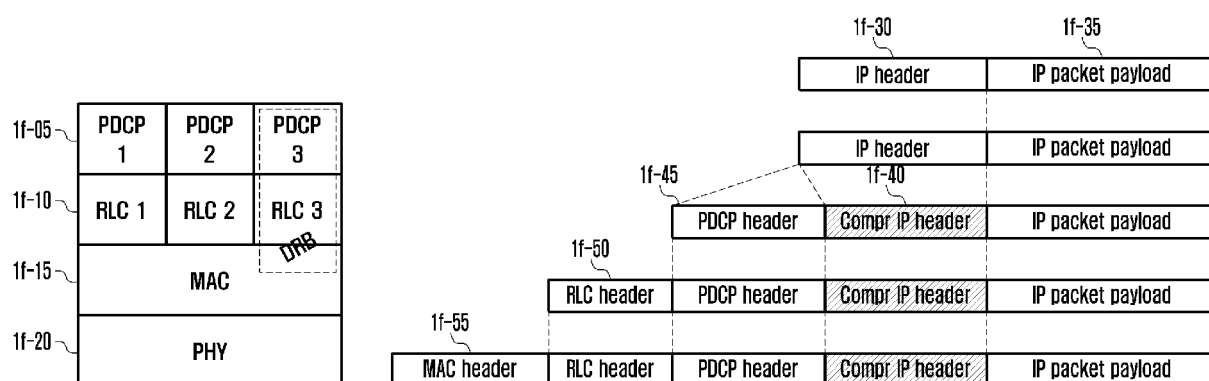 1f-30 1f-35
IP header IP packet payload
1f-05 PDCP 1 PDCP 2 PDCP 3 IP header IP packet payload
1f-45 1f-40
1f-10 RLC 1 RLC 2 RLC 3 PDCP header Compr IP header IP packet payload
DRB
1f-50
1f-15 MAC RLC header PDCP header Compr IP header IP packet payload
1f-55
1f-20 PHY MAC header RLC header PDCP header Compr IP header IP packet payload